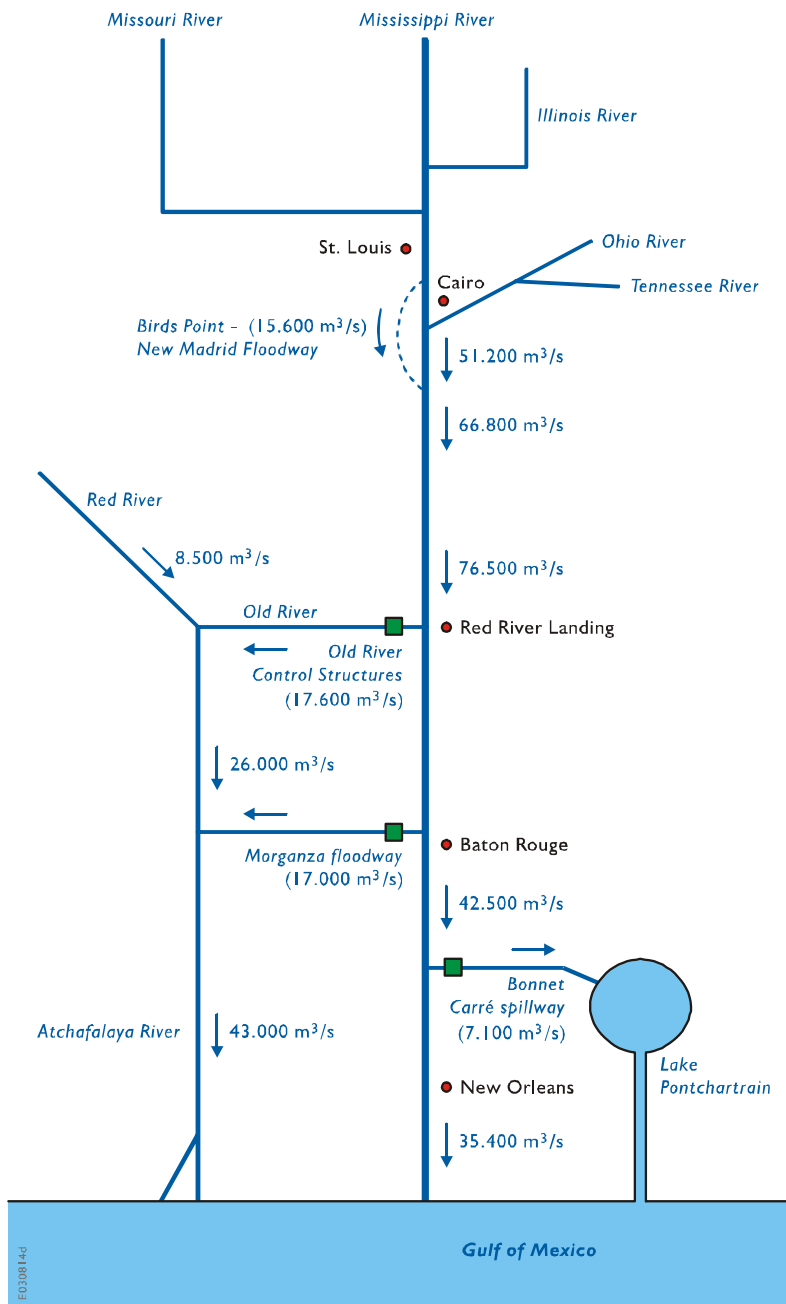 Missouri River
Mississippi River
Illinois River
St. Louis
Ohio River
Cairo
Tennessee River
Birds Point - (15.600 m³/s)
New Madrid Floodway
51.200 m³/s
66.800 m³/s
Red River
8.500 m³/s
76.500 m³/s
Old River
Red River Landing
Old River
Control Structures
(17.600 m³/s)
26.000 m³/s
Baton Rouge
Morganza floodway
(17.000 m³/s)
42.500 m³/s
Bonnet
Carré spillway
(7.100 m³/s)
Atchafalaya River
43.000 m³/s
Lake
Pontchartrain
New Orleans
35.400 m³/s
Gulf of Mexico
E030814d